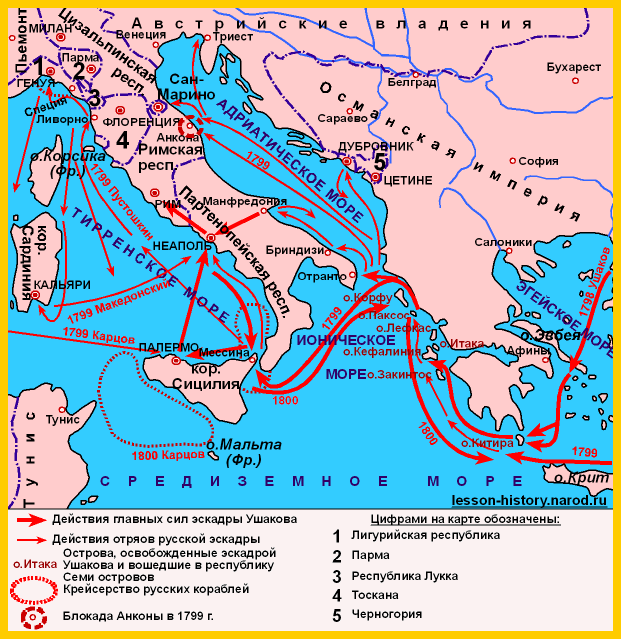 Австрийские владения
Пьемонт
МИЛАН
Цизальпинская
респ.
Венеция
Триест
Парма
1
ГЕНУЯ
2
Специя
3
Ливорно
ФЛОРЕНЦИЯ
4
Сан-
Марино
Анкона
Римская
респ.
АДРИАТИЧЕСКОЕ МОРЕ
1799
Белград
Бухарест
Сараево
Османская империя
ДУБРОВНИК
5
ЦЕТИНЕ
София
Салоники
о.Корсика
(Фр.)
1799 Пустошкин
РИМ
Партенопейская респ.
Манфредония
НЕАПОЛЬ
Бриндизи
Отранто
ТИРРЕНСКОЕ МОРЕ
кор.
Сардиния
КАЛЬЯРИ
1799 Македонский
1799 Карцов
ПАЛЕРМО
Мессина
кор.
Сицилия
1799
ИОНИЧЕСКОЕ
МОРЕ
о.Корфу
о.Паксос
о.Лефкас
о.Кефалиния
о.Итака
о.Закинтос
ЭГЕЙСКОЕ МОРЕ
о.Эвбея
Афины
1798 Ушаков
1800
1800
о.Китира
1799
о.Крит
Тунис
Тунис
1800 Карцов
о.Мальта
(Фр.)
СРЕДИЗЕМНОЕ МОРЕ
lesson-history.narod.ru
Действия главных сил эскадры Ушакова
Действия отряов русской эскадры
о.Итака
Острова, освобожденные эскадрой
Ушакова и вошедшие в республику
Семи островов
Крейсерство русских кораблей
Блокада Анконы в 1799 г.
Цифрами на карте обозначены:
1 Лигурийская республика
2 Парма
3 Республика Лукка
4 Тоскана
5 Черногория